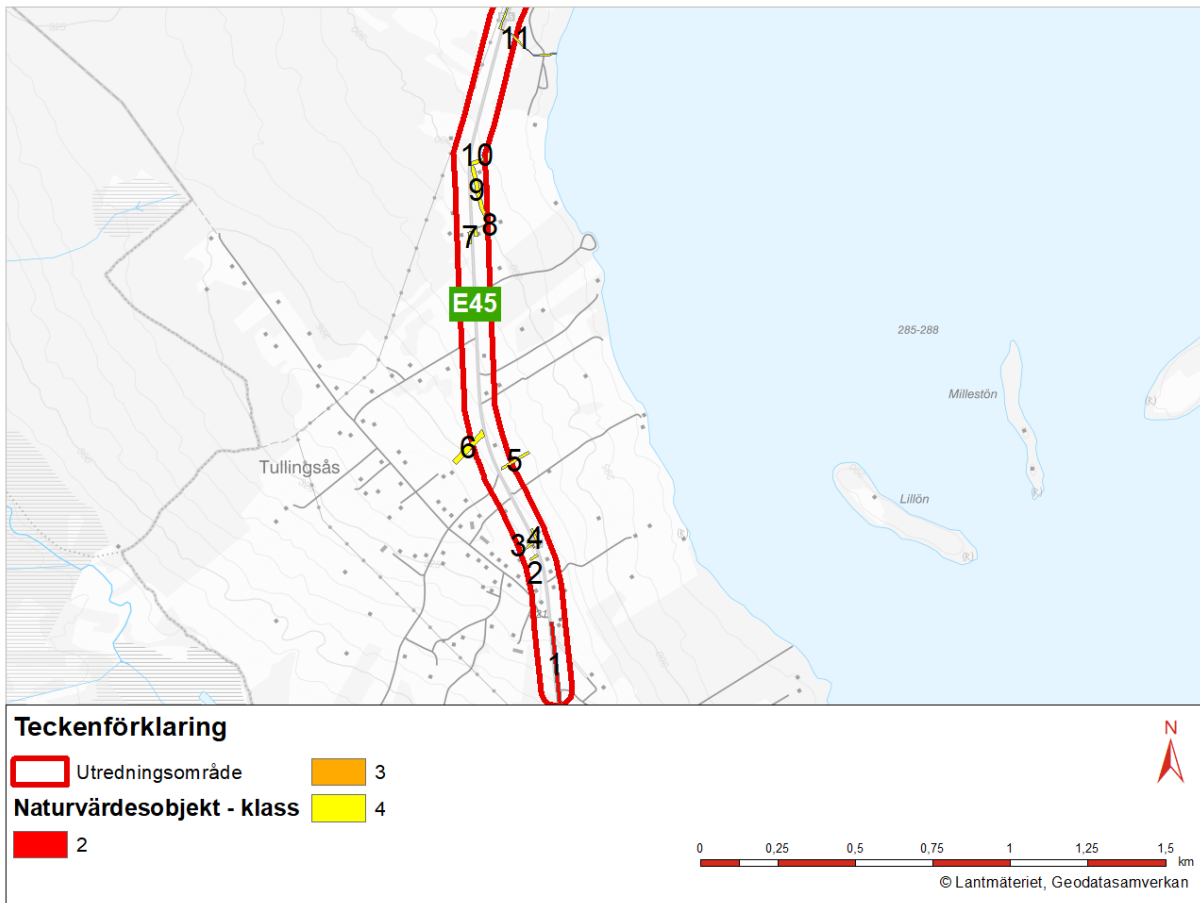 11
10
9
8
7
E45
285-288
Millestön
(k)
6
5
Tullingsås
(k)
Lillön
4
3
(k)
(k)
2
1
Teckenförklaring
Utredningsområde
3
Naturvärdesobjekt - klass
4
2
N
0 0,25 0,5 0,75 1 1,25 1,5
km
© Lantmäteriet, Geodatasamverkan